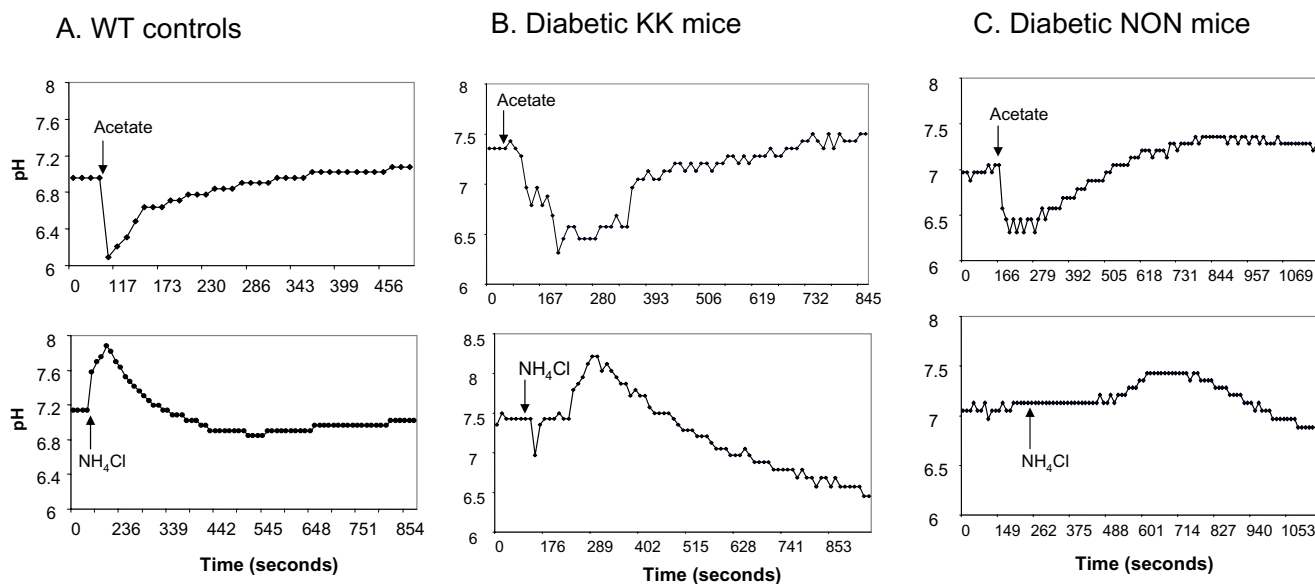 A. WT controls
B. Diabetic KK mice
C. Diabetic NON mice
8
7.6
7.2
6.8
6.4
6
pH
Acetate
0 117 173 230 286 343 399 456
8
7.5
7
6.5
6
Acetate
0 167 280 393 506 619 732 845
8
7.5
7
6.5
6
Acetate
0 166 279 392 505 618 731 844 957 1069
8
7.6
7.2
6.8
6.4
6
pH
NH₄Cl
0 236 339 442 545 648 751 854
Time (seconds)
8.5
8
7.5
7
6.5
6
NH₄Cl
0 176 289 402 515 628 741 853
Time (seconds)
8
7.5
7
6.5
6
NH₄Cl
0 149 262 375 488 601 714 827 940 1053
Time (seconds)